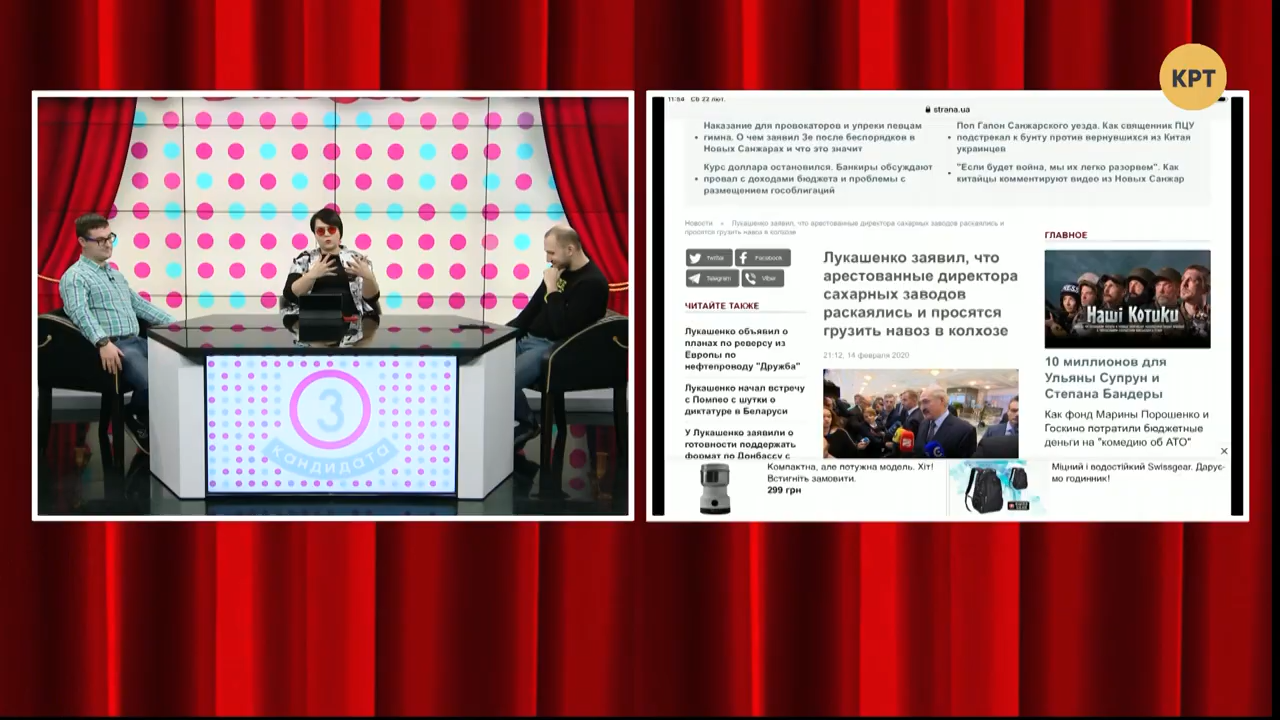 КРТ
11:54 Сб 22 лют.
strana.ua
Наказание для провокаторов и упреки певцам
гимна. О чем заявил Зе после беспорядков в
Новых Санжарах и что это значит
Поп Гапон Санжарского уезда. Как священник ПЦУ
подстрекал к бунту против вернувшихся из Китая
украинцев
Курс доллара остановился. Банкиры обсуждают
провал с доходами бюджета и проблемы с
размещением гособлигаций
"Если будет война, мы их легко разорвем". Как
китайцы комментируют видео из Новых Санжар
Новости » Лукашенко заявил, что арестованные директора сахарных заводов раскаялись и
просятся грузить навоз в колхозе
Twitter
Facebook
Telegram
Viber
ЧИТАЙТЕ ТАКЖЕ
Лукашенко объявил о
планах по реверсу из
Европы по
нефтепроводу "Дружба"
Лукашенко начал встречу
с Помпео с шутки о
диктатуре в Беларуси
У Лукашенко заявили о
готовности поддержать
формат по Донбассу с
Лукашенко заявил, что
арестованные директора
сахарных заводов
раскаялись и просятся
грузить навоз в колхозе
21:12, 14 февраля 2020
ГЛАВНОЕ
PRESS
Наші Котики
10 миллионов для
Ульяны Супрун и
Степана Бандеры
Как фонд Марины Порошенко и
Госкино потратили бюджетные
деньги на "комедию об АТО"
Компактна, але потужна модель. Хіт!
Встигніть замовити.
299 грн
Міцний і водостійкий Swissgear. Дарує-
мо годинник!
3
кандидата